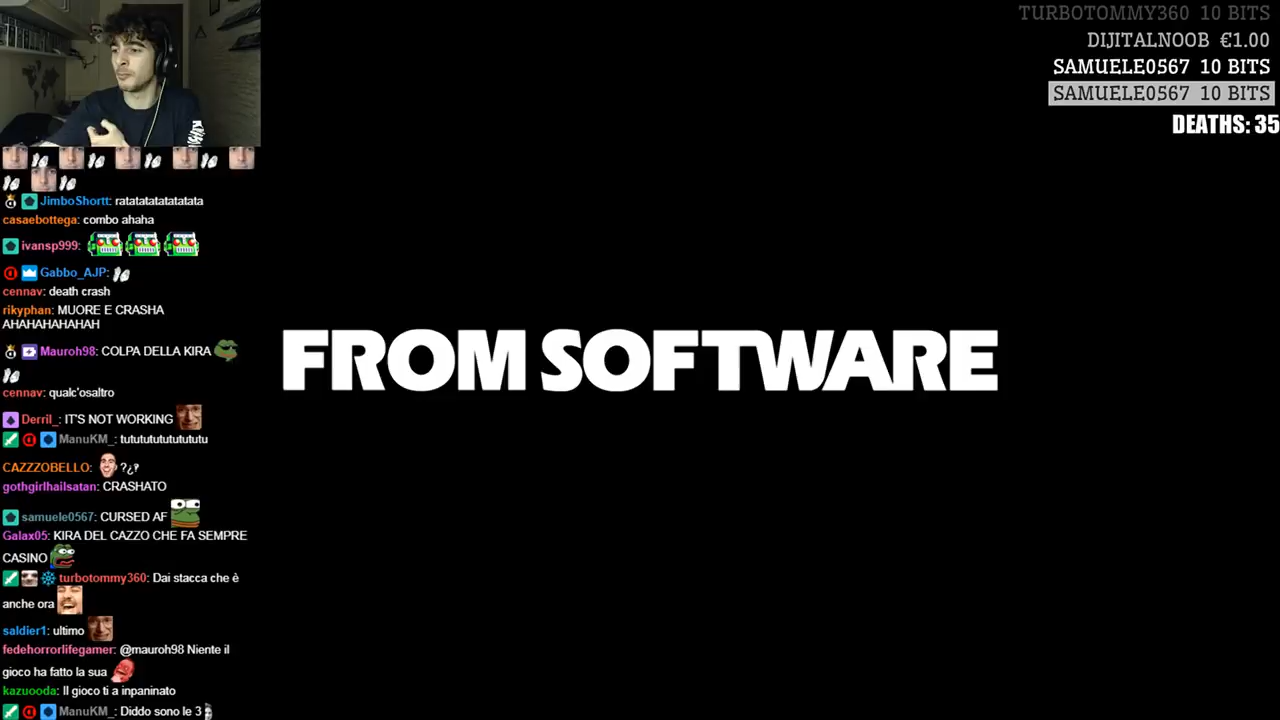 TURBOTOMMY360 10 BITS
DIJITALNOOB €1.00
SAMUELE0567 10 BITS
SAMUELE0567 10 BITS
DEATHS: 35
JimboShortt: ratatatatatatata
casaebottega: combo ahaha
ivansp999:
Gabbo_AJP:
cennav: death crash
rikyphan: MUORE E CRASHA
AHAHAHAHAHAH
Mauroh98: COLPA DELLA KIRA
cennav: qualc'osaltro
Derril_: IT'S NOT WORKING
ManuKM_: tutututututututu
CAZZZOBELLO: ?¿?
gothgirlhailsatan: CRASHATO
samuele0567: CURSED AF
Galax05: KIRA DEL CAZZO CHE FA SEMPRE
CASINO
turbotommy360: Dai stacca che è
anche ora
saldier1: ultimo
fedehorrorlifegamer: @mauroh98 Niente il
gioco ha fatto la sua
kazuooda: Il gioco ti a inpaninato
ManuKM_: Diddo sono le 3
FROM SOFTWARE